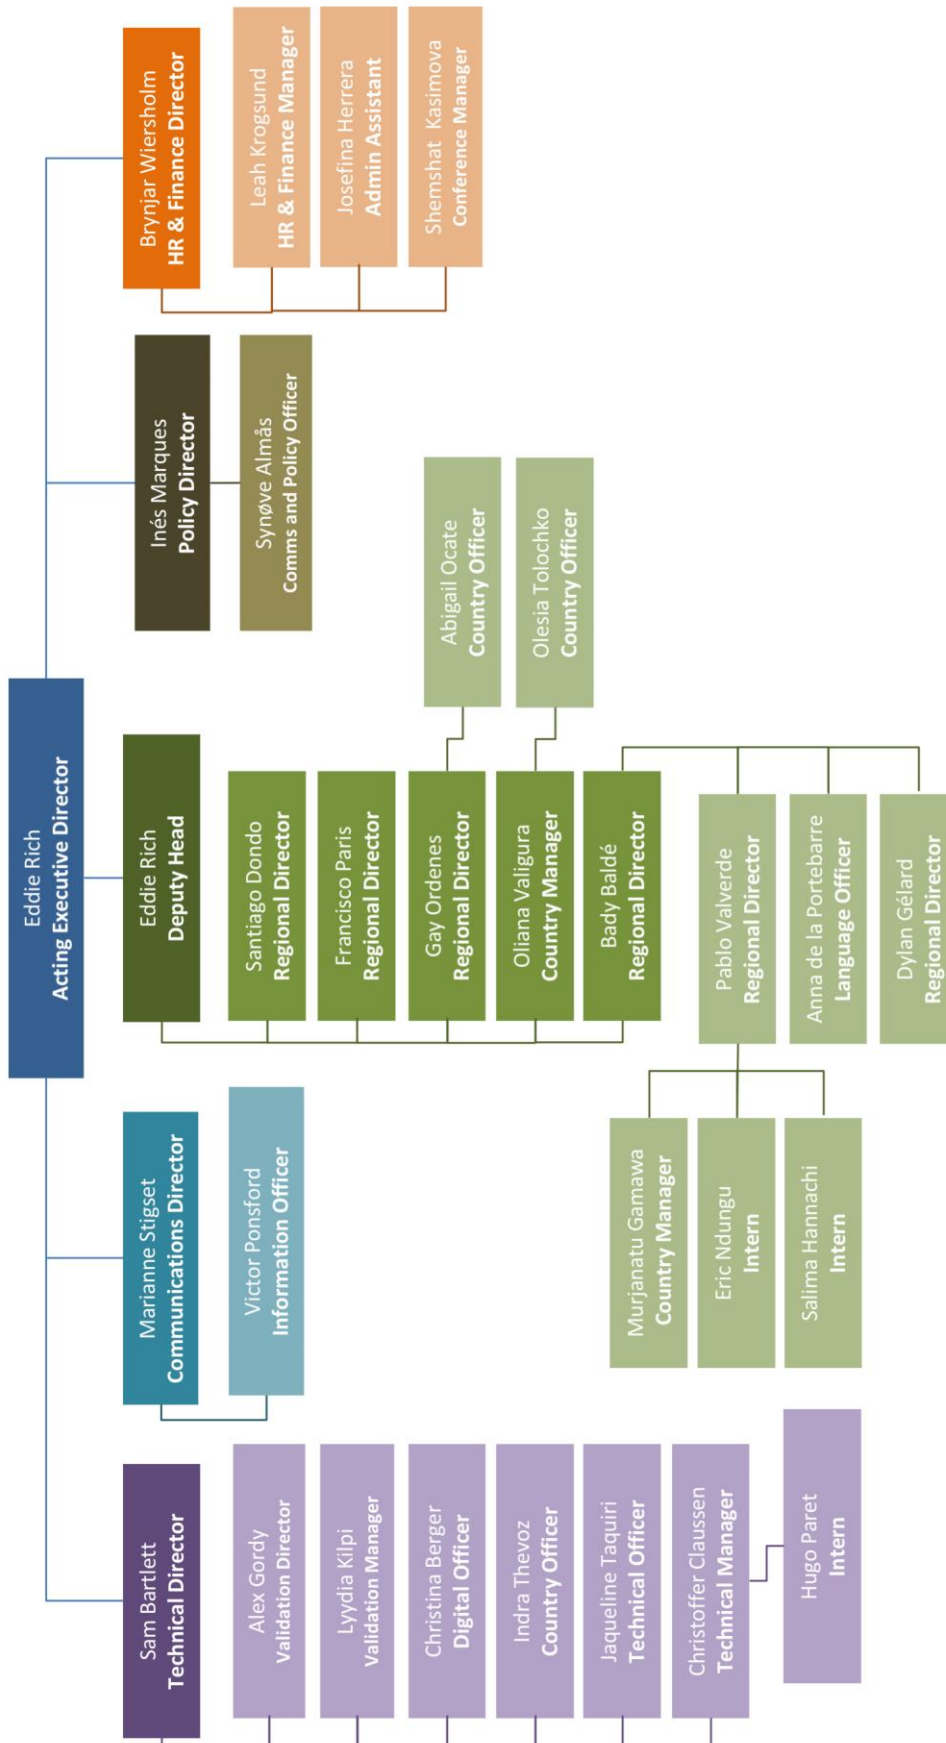 Eddie Rich
Acting Executive Director
Sam Bartlett
Technical Director
Alex Gordy
Validation Director
Lyydia Kilpi
Validation Manager
Christina Berger
Digital Officer
Indra Thevoz
Country Officer
Jaqueline Taquiri
Technical Officer
Christoffer Claussen
Technical Manager
Hugo Paret
Intern
Marianne Stigset
Communications Director
Victor Ponsford
Information Officer
Eddie Rich
Deputy Head
Santiago Dondo
Regional Director
Francisco Paris
Regional Director
Gay Ordenes
Regional Director
Abigail Ocate
Country Officer
Oliana Valigura
Country Manager
Olesia Tolochko
Country Officer
Bady Baldé
Regional Director
Pablo Valverde
Regional Director
Murjanatu Gamawa
Country Manager
Eric Ndungu
Intern
Salima Hannachi
Intern
Anna de la Portebarre
Language Officer
Dylan Gélard
Regional Director
Inés Marques
Policy Director
Synøve Almås
Comms and Policy Officer
Brynjar Wiersholm
HR & Finance Director
Leah Krogsund
HR & Finance Manager
Josefina Herrera
Admin Assistant
Shemshat Kasimova
Conference Manager